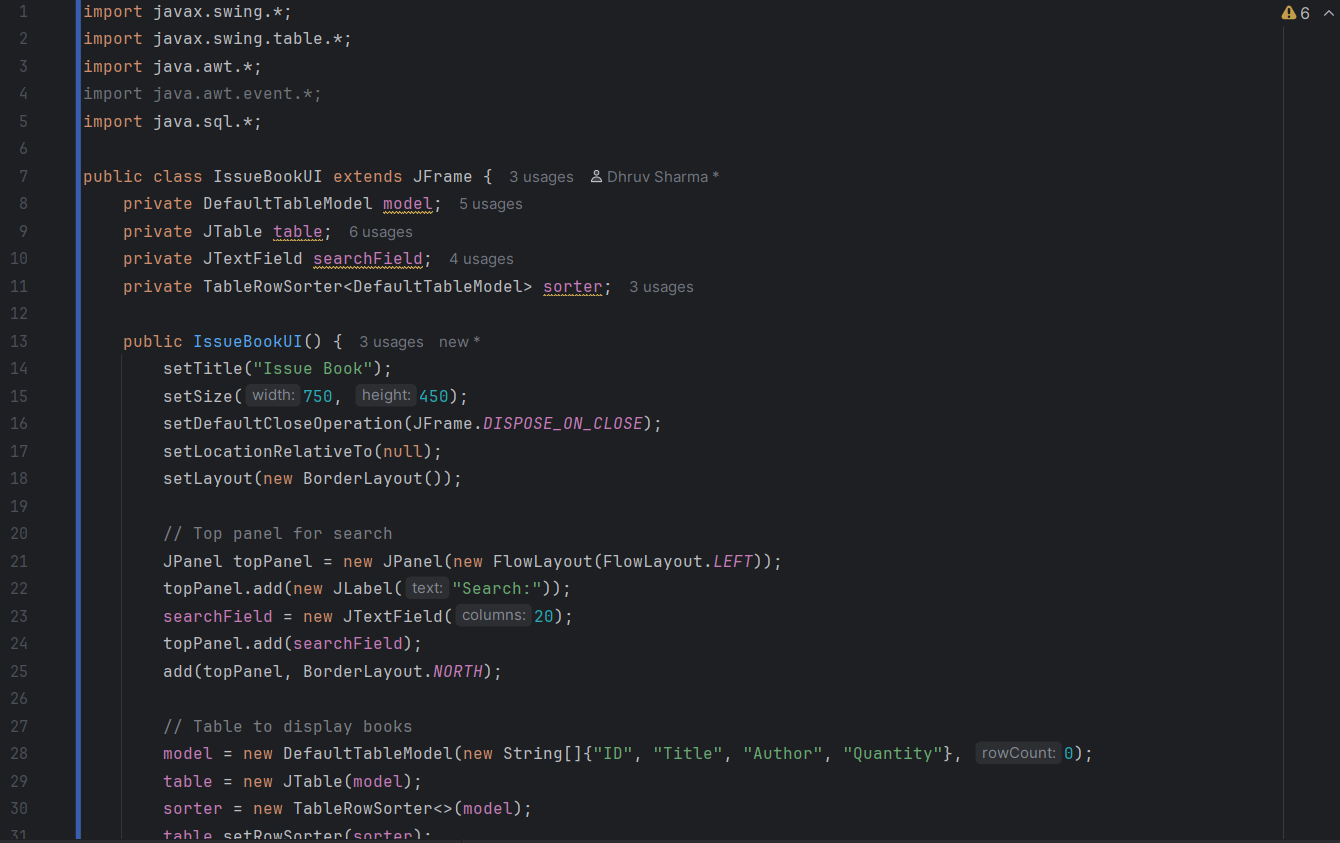 1 import javax.swing.*; 6
2 import javax.swing.table.*;
3 import java.awt.*;
4 import java.awt.event.*;
5 import java.sql.*;
6
7 public class IssueBookUI extends JFrame { 3 usages Dhruv Sharma *
8 private DefaultTableModel model; 5 usages
9 private JTable table; 6 usages
10 private JTextField searchField; 4 usages
11 private TableRowSorter<DefaultTableModel> sorter; 3 usages
12
13 public IssueBookUI() { 3 usages new *
14 setTitle("Issue Book");
15 setSize( width: 750, height: 450);
16 setDefaultCloseOperation(JFrame.DISPOSE_ON_CLOSE);
17 setLocationRelativeTo(null);
18 setLayout(new BorderLayout());
19
20 // Top panel for search
21 JPanel topPanel = new JPanel(new FlowLayout(FlowLayout.LEFT));
22 topPanel.add(new JLabel( text: "Search:"));
23 searchField = new JTextField( columns: 20);
24 topPanel.add(searchField);
25 add(topPanel, BorderLayout.NORTH);
26
27 // Table to display books
28 model = new DefaultTableModel(new String[]{"ID", "Title", "Author", "Quantity"}, rowCount: 0);
29 table = new JTable(model);
30 sorter = new TableRowSorter<>(model);
31 table.setRowSorter(sorter);